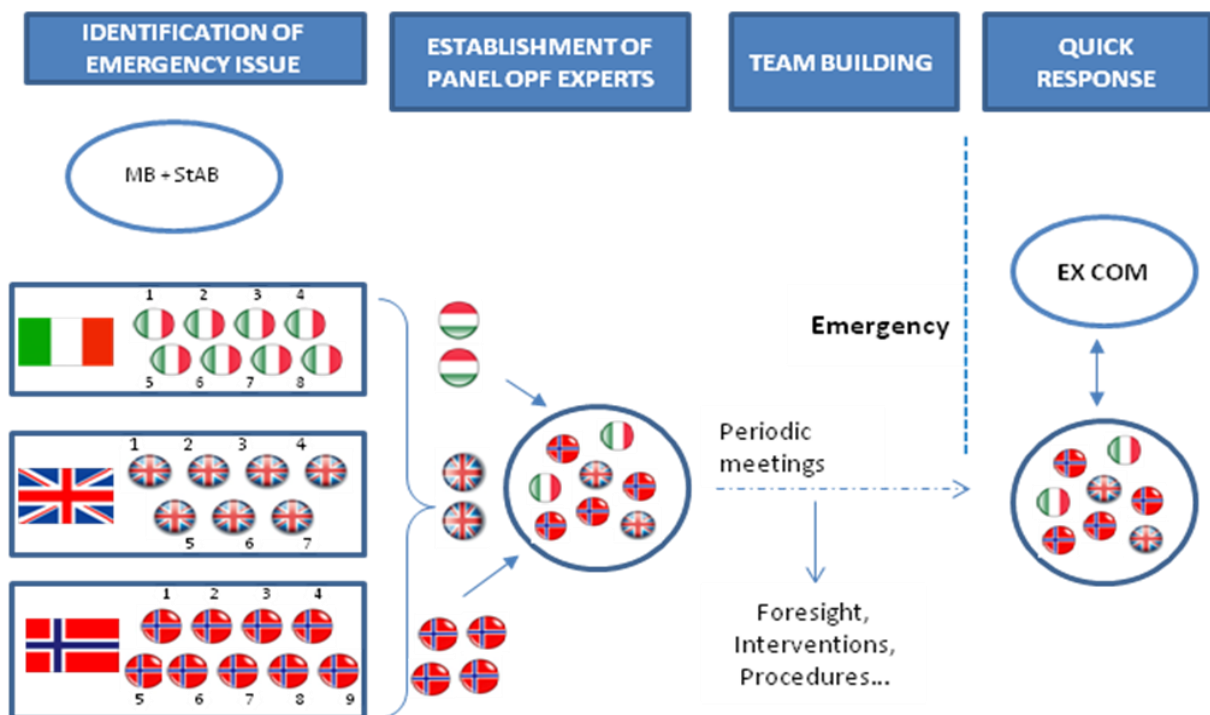 IDENTIFICATION OF
EMERGENCY ISSUE
ESTABLISHMENT OF
PANEL OPF EXPERTS
TEAM BUILDING
QUICK
RESPONSE
MB + StAB
EX COM
1 2 3 4
5 6 7 8
Emergency
1 2 3 4
5 6 7
Periodic
meetings
1 2 3 4
5 6 7 8 9
Foresight,
Interventions,
Procedures...